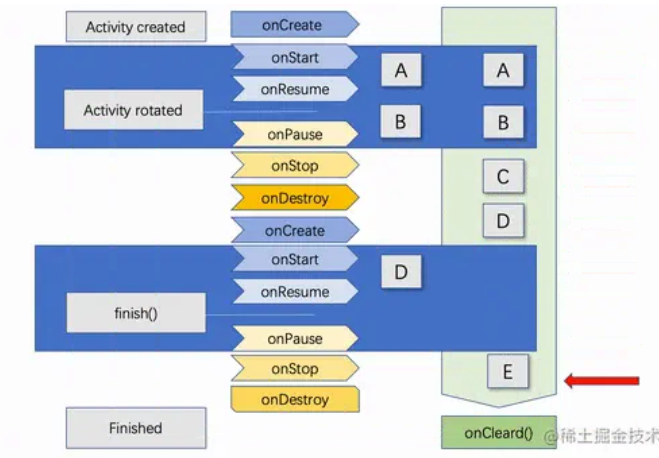 Activity created
onCreate
onStart
A
A
onResume
Activity rotated
B
B
onPause
onStop
C
onDestroy
D
onCreate
onStart
D
onResume
finish()
onPause
onStop
E
onDestroy
Finished
onCleard()
@稀土掘金技术